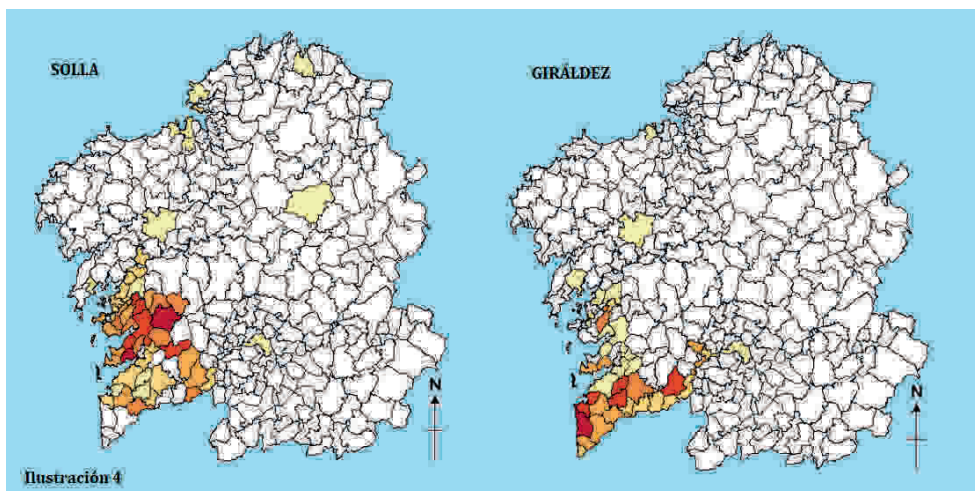 SOLLA
GIRÁLDEZ
N
N
Ilustración 4